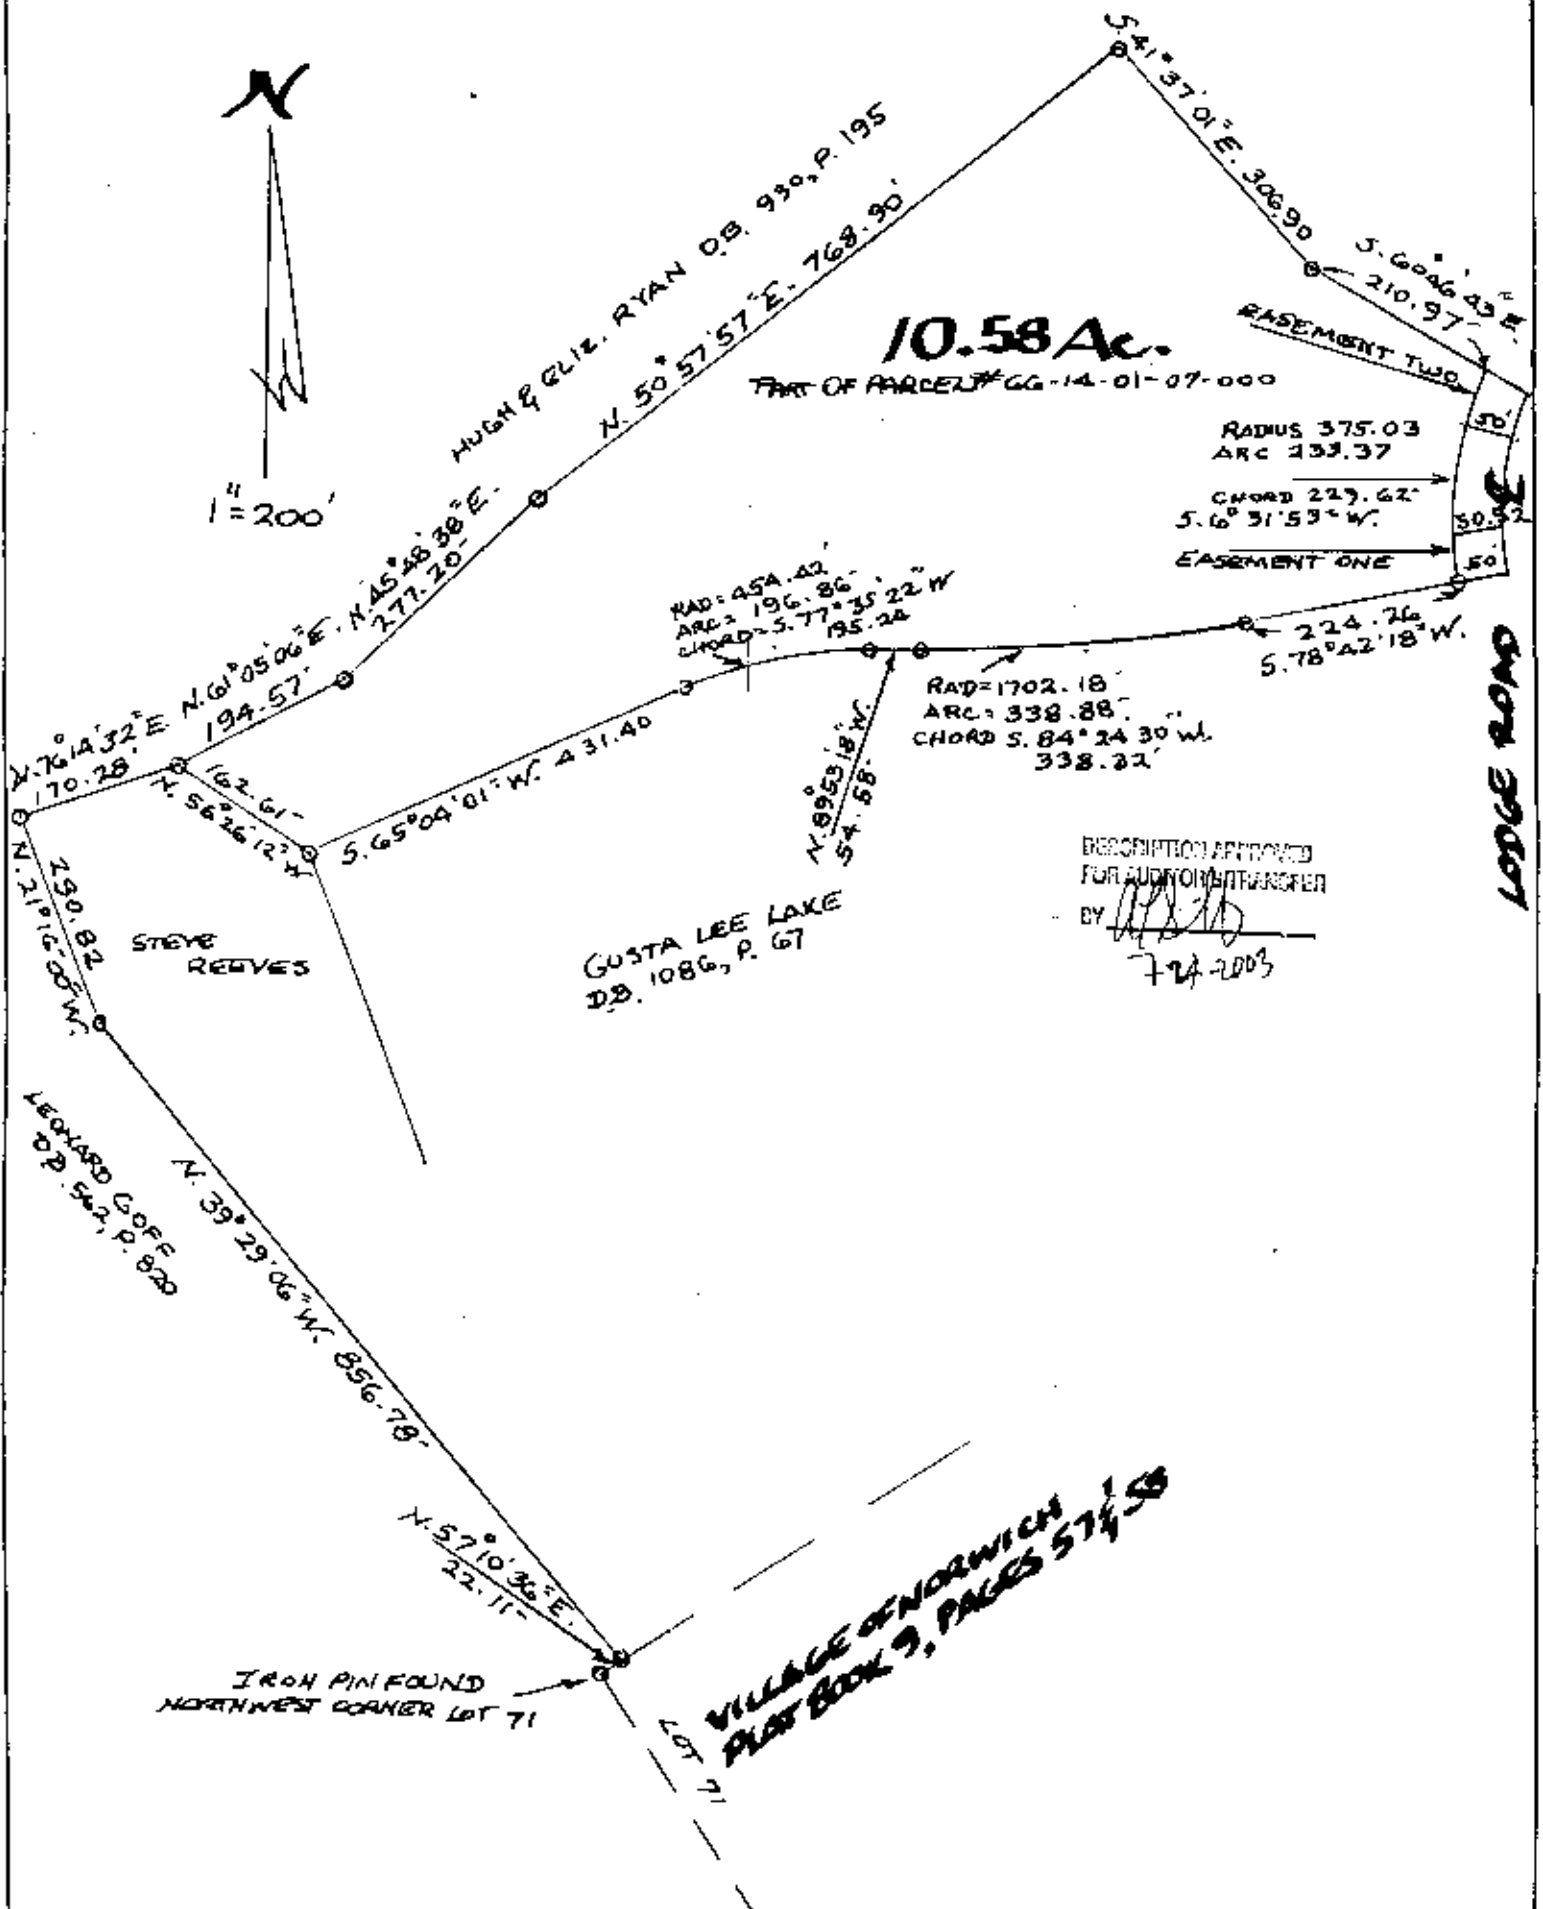 N
1" = 200'
S 41° 37' 01" E. 306.90
HUGH & ELIZ. RYAN D.B. 930, P. 195
N. 50° 57' 57" E. 768.90'
S. 60° 46' 43" E.
210.97'
10.58 Ac.
PART OF PARCEL # GG-14-01-07-000
EASEMENT TWO
50'
RADIUS 375.03
ARC 233.37
CHORD 229.62'
S. 6° 31' 53" W.
50.52
EASEMENT ONE
50'
LODGE ROAD
N. 45° 48' 38" E.
277.20'
RAD = 454.42'
ARC = 196.86'
CHORD = S. 77° 35' 22" W
195.24
224.26
S. 78° 42' 18" W.
N. 61° 05' 06" E.
194.57'
N. 76° 14' 32" E.
170.28'
RAD = 1702.18'
ARC = 338.88'
CHORD S. 84° 24' 30" W.
338.32'
N. 89° 53' 18" W.
54.58'
162.61'
N. 56° 26' 12" W
S. 65° 04' 01" W. 431.40
290.82
N. 21° 16' 00" W.
STEVE
REEVES
GUSTA LEE LAKE
D.B. 1086, P. 67
DESCRIPTION APPROVED
FOR AUDITOR'S TRANSFER
BY
7-24-2003
LEONARD GOFF
D.B. 562, P. 820
N. 39° 29' 06" W. 856.78'
N. 57° 10' 36" E.
22.11'
IRON PIN FOUND
NORTHWEST CORNER LOT 71
LOT 71
VILLAGE OF NORWICH
PLAT BOOK 3, PAGES 57 & 58